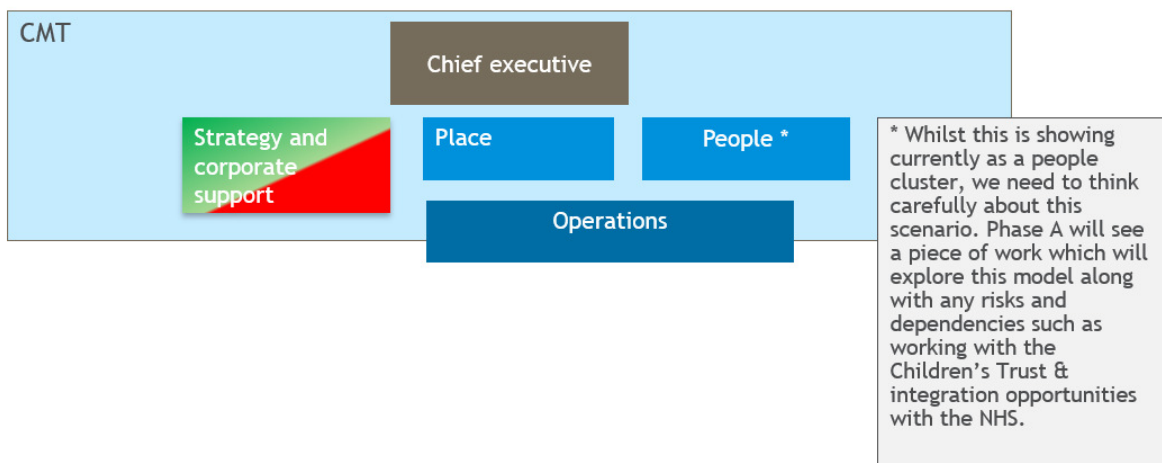 CMT
Chief executive
Strategy and
corporate
support
Place
People *
Operations
* Whilst this is showing
currently as a people
cluster, we need to think
carefully about this
scenario. Phase A will see
a piece of work which will
explore this model along
with any risks and
dependencies such as
working with the
Children’s Trust &
integration opportunities
with the NHS.